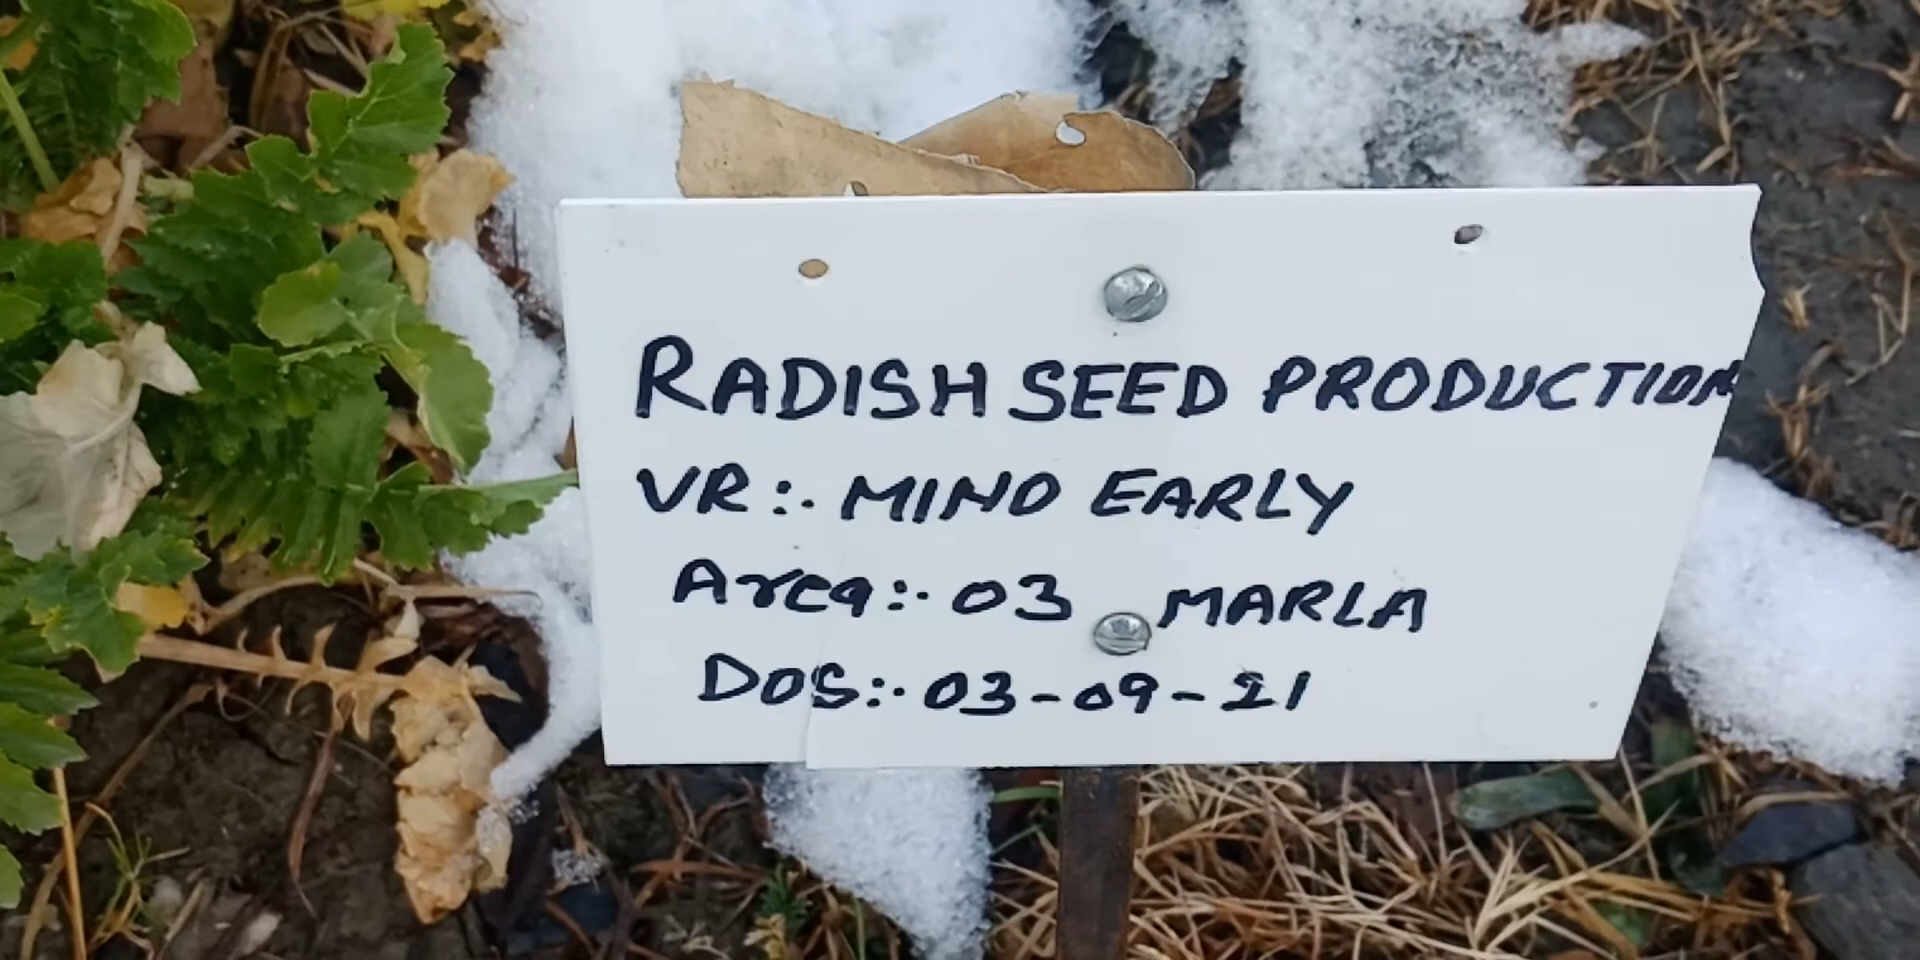 RADISH SEED PRODUCTION
VR:- MINO EARLY
Area:- 03 MARLA
DOS:- 03-09-21